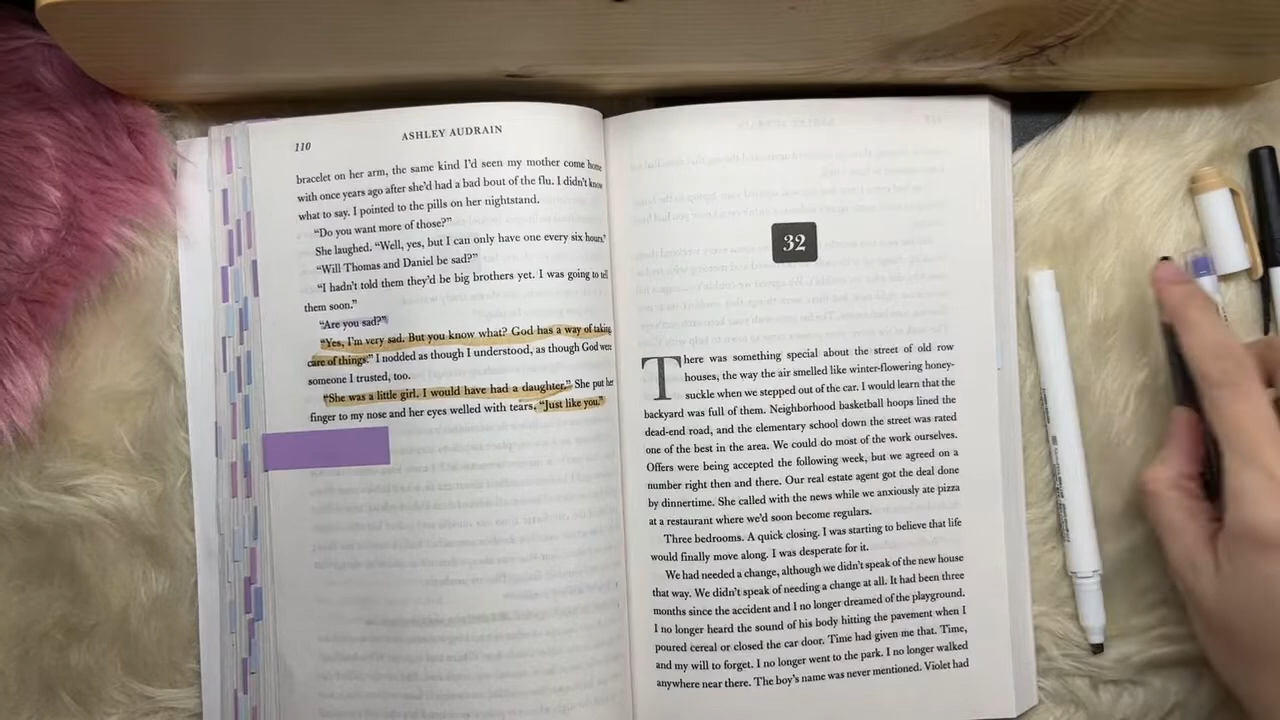 110
ASHLEY AUDRAIN
bracelet on her arm, the same kind I'd seen my mother come home
with once years ago after she'd had a bad bout of the flu. I didn't know
what to say. I pointed to the pills on her nightstand.
“Do you want more of those?”
She laughed. “Well, yes, but I can only have one every six hours.”
“Will Thomas and Daniel be sad?”
“I hadn't told them they'd be big brothers yet. I was going to tell
them soon.”
“Are you sad?”
“Yes, I'm very sad. But you know what? God has a way of taking
care of things.” I nodded as though I understood, as though God were
someone I trusted, too.
“She was a little girl. I would have had a daughter.” She put her
finger to my nose and her eyes welled with tears. “Just like you.”
32
There was something special about the street of old row
houses, the way the air smelled like winter-flowering honey-
suckle when we stepped out of the car. I would learn that the
backyard was full of them. Neighborhood basketball hoops lined the
dead-end road, and the elementary school down the street was rated
one of the best in the area. We could do most of the work ourselves.
Offers were being accepted the following week, but we agreed on a
number right then and there. Our real estate agent got the deal done
by dinnertime. She called with the news while we anxiously ate pizza
at a restaurant where we'd soon become regulars.
Three bedrooms. A quick closing. I was starting to believe that life
would finally move along. I was desperate for it.
We had needed a change, although we didn't speak of the new house
that way. We didn't speak of needing a change at all. It had been three
months since the accident and I no longer dreamed of the playground.
I no longer heard the sound of his body hitting the pavement when I
poured cereal or closed the car door. Time had given me that. Time,
and my will to forget. I no longer went to the park. I no longer walked
anywhere near there. The boy's name was never mentioned. Violet had